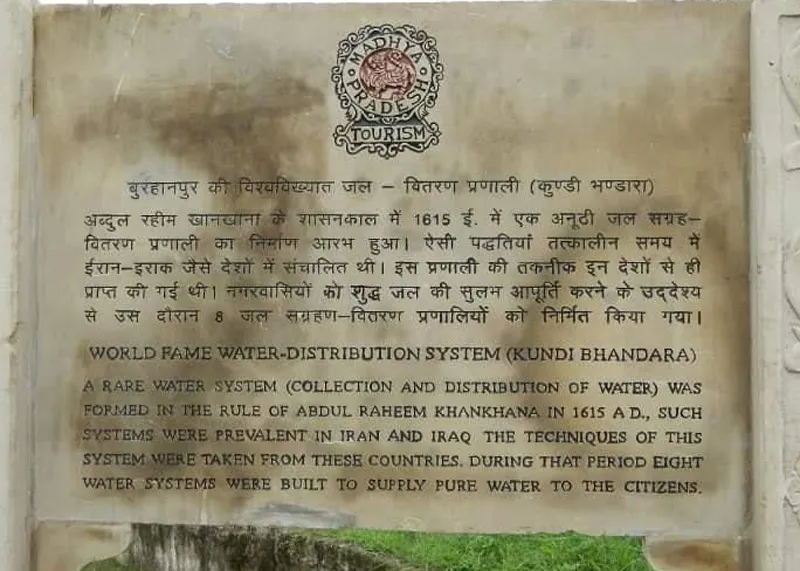 MADHYA
PRADESH
TOURISM
बुरहानपुर की विश्वविख्यात जल – वितरण प्रणाली (कुण्डी भण्डारा)
अब्दुल रहीम खानखाना के शासनकाल में 1615 ई. में एक अनूठी जल सग्रह–
वितरण प्रणाली का निर्माण आरभ हुआ। ऐसी पद्धतियां तत्कालीन समय में
ईरान–इराक जैसे देशों में संचालित थी। इस प्रणाली की तकनीक इन देशों से ही
प्राप्त की गई थी। नगरवासियों को शुद्ध जल की सुलभ आपूर्ति करने के उद्देश्य
से उस दौरान 8 जल सग्रहण–वितरण प्रणालियों को निर्मित किया गया।
WORLD FAME WATER-DISTRIBUTION SYSTEM (KUNDI BHANDARA)
A RARE WATER SYSTEM (COLLECTION AND DISTRIBUTION OF WATER) WAS
FORMED IN THE RULE OF ABDUL RAHEEM KHANKHANA IN 1615 A D., SUCH
SYSTEMS WERE PREVALENT IN IRAN AND IRAQ THE TECHNIQUES OF THIS
SYSTEM WERE TAKEN FROM THESE COUNTRIES. DURING THAT PERIOD EIGHT
WATER SYSTEMS WERE BUILT TO SUPPLY PURE WATER TO THE CITIZENS.